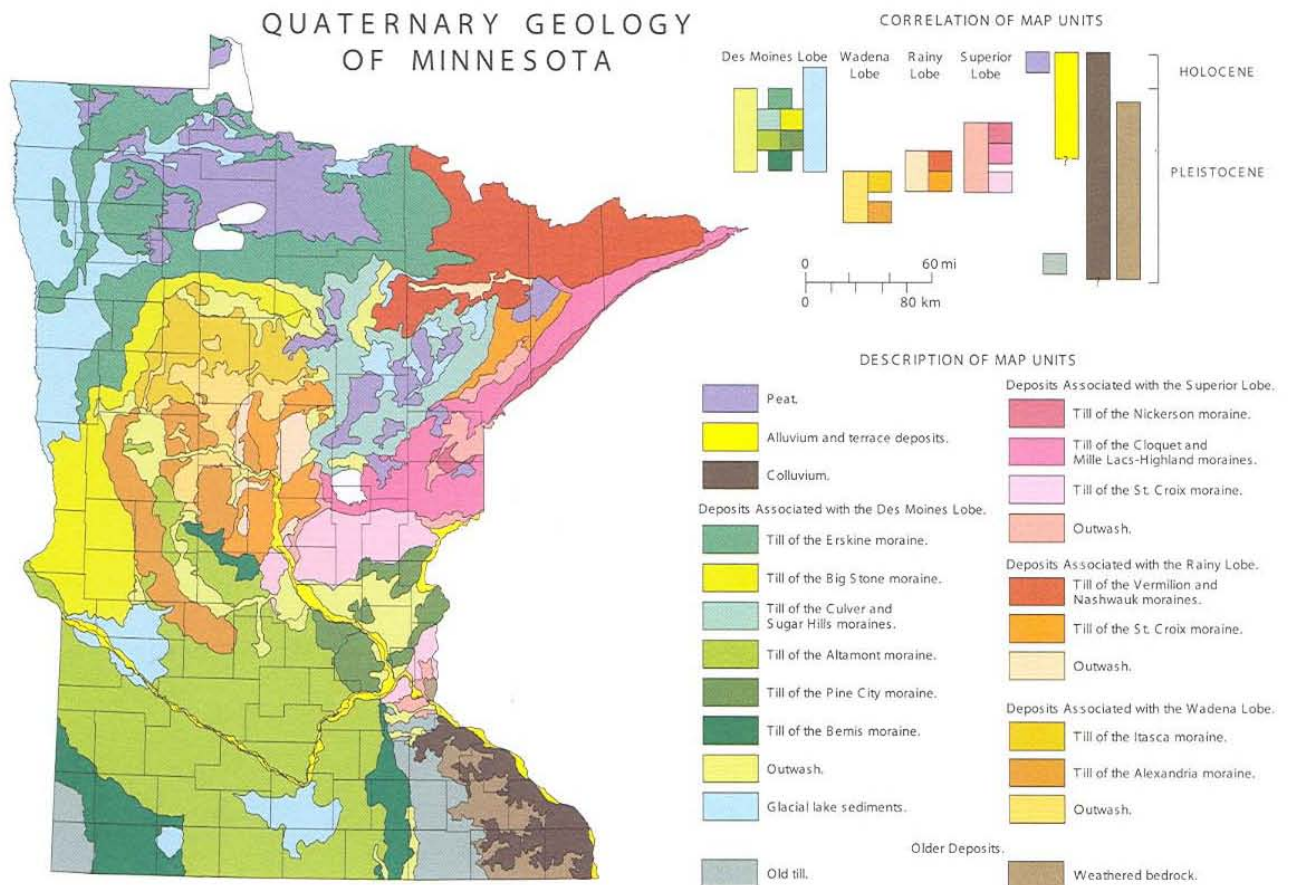 QUATERNARY GEOLOGY
OF MINNESOTA
CORRELATION OF MAP UNITS
Des Moines Lobe
Wadena
Lobe
Rainy
Lobe
Superior
Lobe
HOLOCENE
PLEISTOCENE
?
?
0 60 mi
0 80 km
DESCRIPTION OF MAP UNITS
Peat.
Alluvium and terrace deposits.
Colluvium.
Deposits Associated with the Des Moines Lobe.
Till of the Erskine moraine.
Till of the Big Stone moraine.
Till of the Culver and
Sugar Hills moraines.
Till of the Altamont moraine.
Till of the Pine City moraine.
Till of the Bemis moraine.
Outwash.
Glacial lake sediments.
Deposits Associated with the Superior Lobe.
Till of the Nickerson moraine.
Till of the Cloquet and
Mille Lacs-Highland moraines.
Till of the St. Croix moraine.
Outwash.
Deposits Associated with the Rainy Lobe.
Till of the Vermilion and
Nashwauk moraines.
Till of the St. Croix moraine.
Outwash.
Deposits Associated with the Wadena Lobe.
Till of the Itasca moraine.
Till of the Alexandria moraine.
Outwash.
Older Deposits.
Old till.
Weathered bedrock.